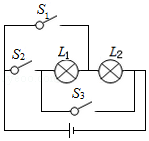 S₁
S₂ L₁ L₂
S₃